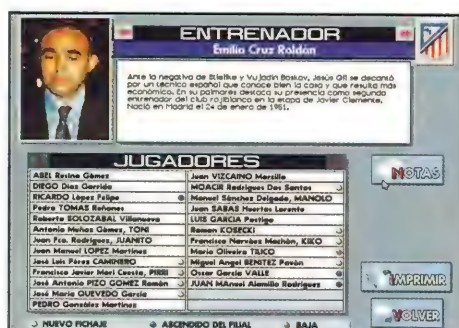 ENTRENADOR
Emilio Cruz Roldán
Ante la negativa de Stielike y Vujadin Boskov, Jesús Gil se decantó
por un técnico español que conoce bien la casa y que resulta más
económico. En su palmares destaca su presencia como segundo
entrenador del club rojiblanco en la etapa de Javier Clemente.
Nació en Madrid el 24 de enero de 1961.
JUGADORES
ABEL Resino Gómez
Juan VIZCAINO Morcillo
DIEGO Díaz Garrido
MOACIR Rodrigues Dos Santos
RICARDO López Felipe
Manuel Sánchez Delgado, MANOLO
Pedro TOMAS Reñones
Juan SABAS Huertas Lorente
Roberto SOLOZABAL Villanueva
LUIS GARCIA Postigo
Antonio Muñoz Gómez, TONI
Roman KOSECKI
Juan Fco. Rodríguez, JUANITO
Francisco Narváez Machón, KIKO
Juan Manuel LOPEZ Martínez
Mario Oliveira TILICO
José Luis Pérez CAMINERO
Miguel Angel BENITEZ Pavón
Francisco Javier Mari Cuesta, PIRRI
Oscar García VALLE
José Antonio PIZO GOMEZ Román
JUAN MAnuel Alamillo Rodríguez
José María QUEVEDO García
PEDRO González Martínez
NOTAS
IMPRIMIR
VOLVER
NUEVO FICHAJE
ASCENDIDO DEL FILIAL
BAJA